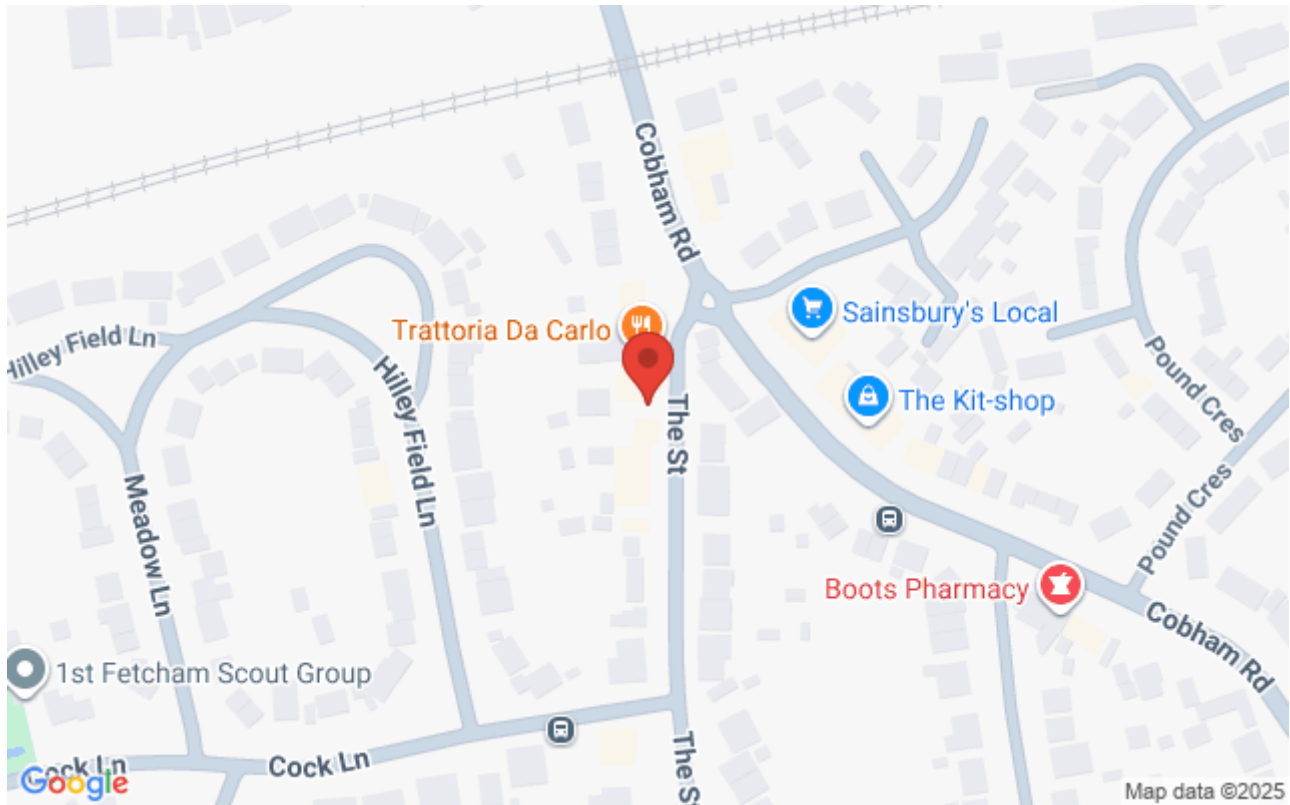 Cobham Rd
Trattoria Da Carlo
Sainsbury's Local
The Kit-shop
Hilley Field Ln
Hilley Field Ln
The St
Pound Cres
Pound Cres
Meadow Ln
Boots Pharmacy
Cobham Rd
1st Fetcham Scout Group
Cock Ln
Cock Ln
The St
Google
Map data ©2025